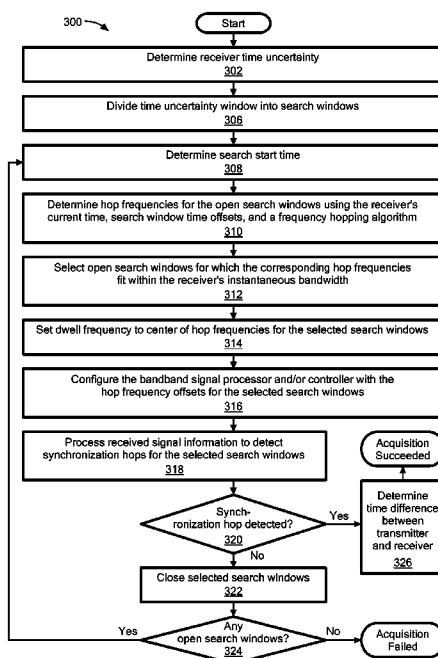 300
Start
Determine receiver time uncertainty
302
Divide time uncertainty window into search windows
306
Determine search start time
308
Determine hop frequencies for the open search windows using the receiver's
current time, search window time offsets, and a frequency hopping algorithm
310
Select open search windows for which the corresponding hop frequencies
fit within the receiver's instantaneous bandwidth
312
Set dwell frequency to center of hop frequencies for the selected search windows
314
Configure the bandband signal processor and/or controller with the
hop frequency offsets for the selected search windows
316
Process received signal information to detect
synchronization hops for the selected search windows
318
Acquisition
Succeeded
Synch-
ronization hop detected?
320
Yes
Determine
time difference
between
transmitter
and receiver
326
No
Close selected search windows
322
Yes
Any
open search windows?
324
No
Acquisition
Failed